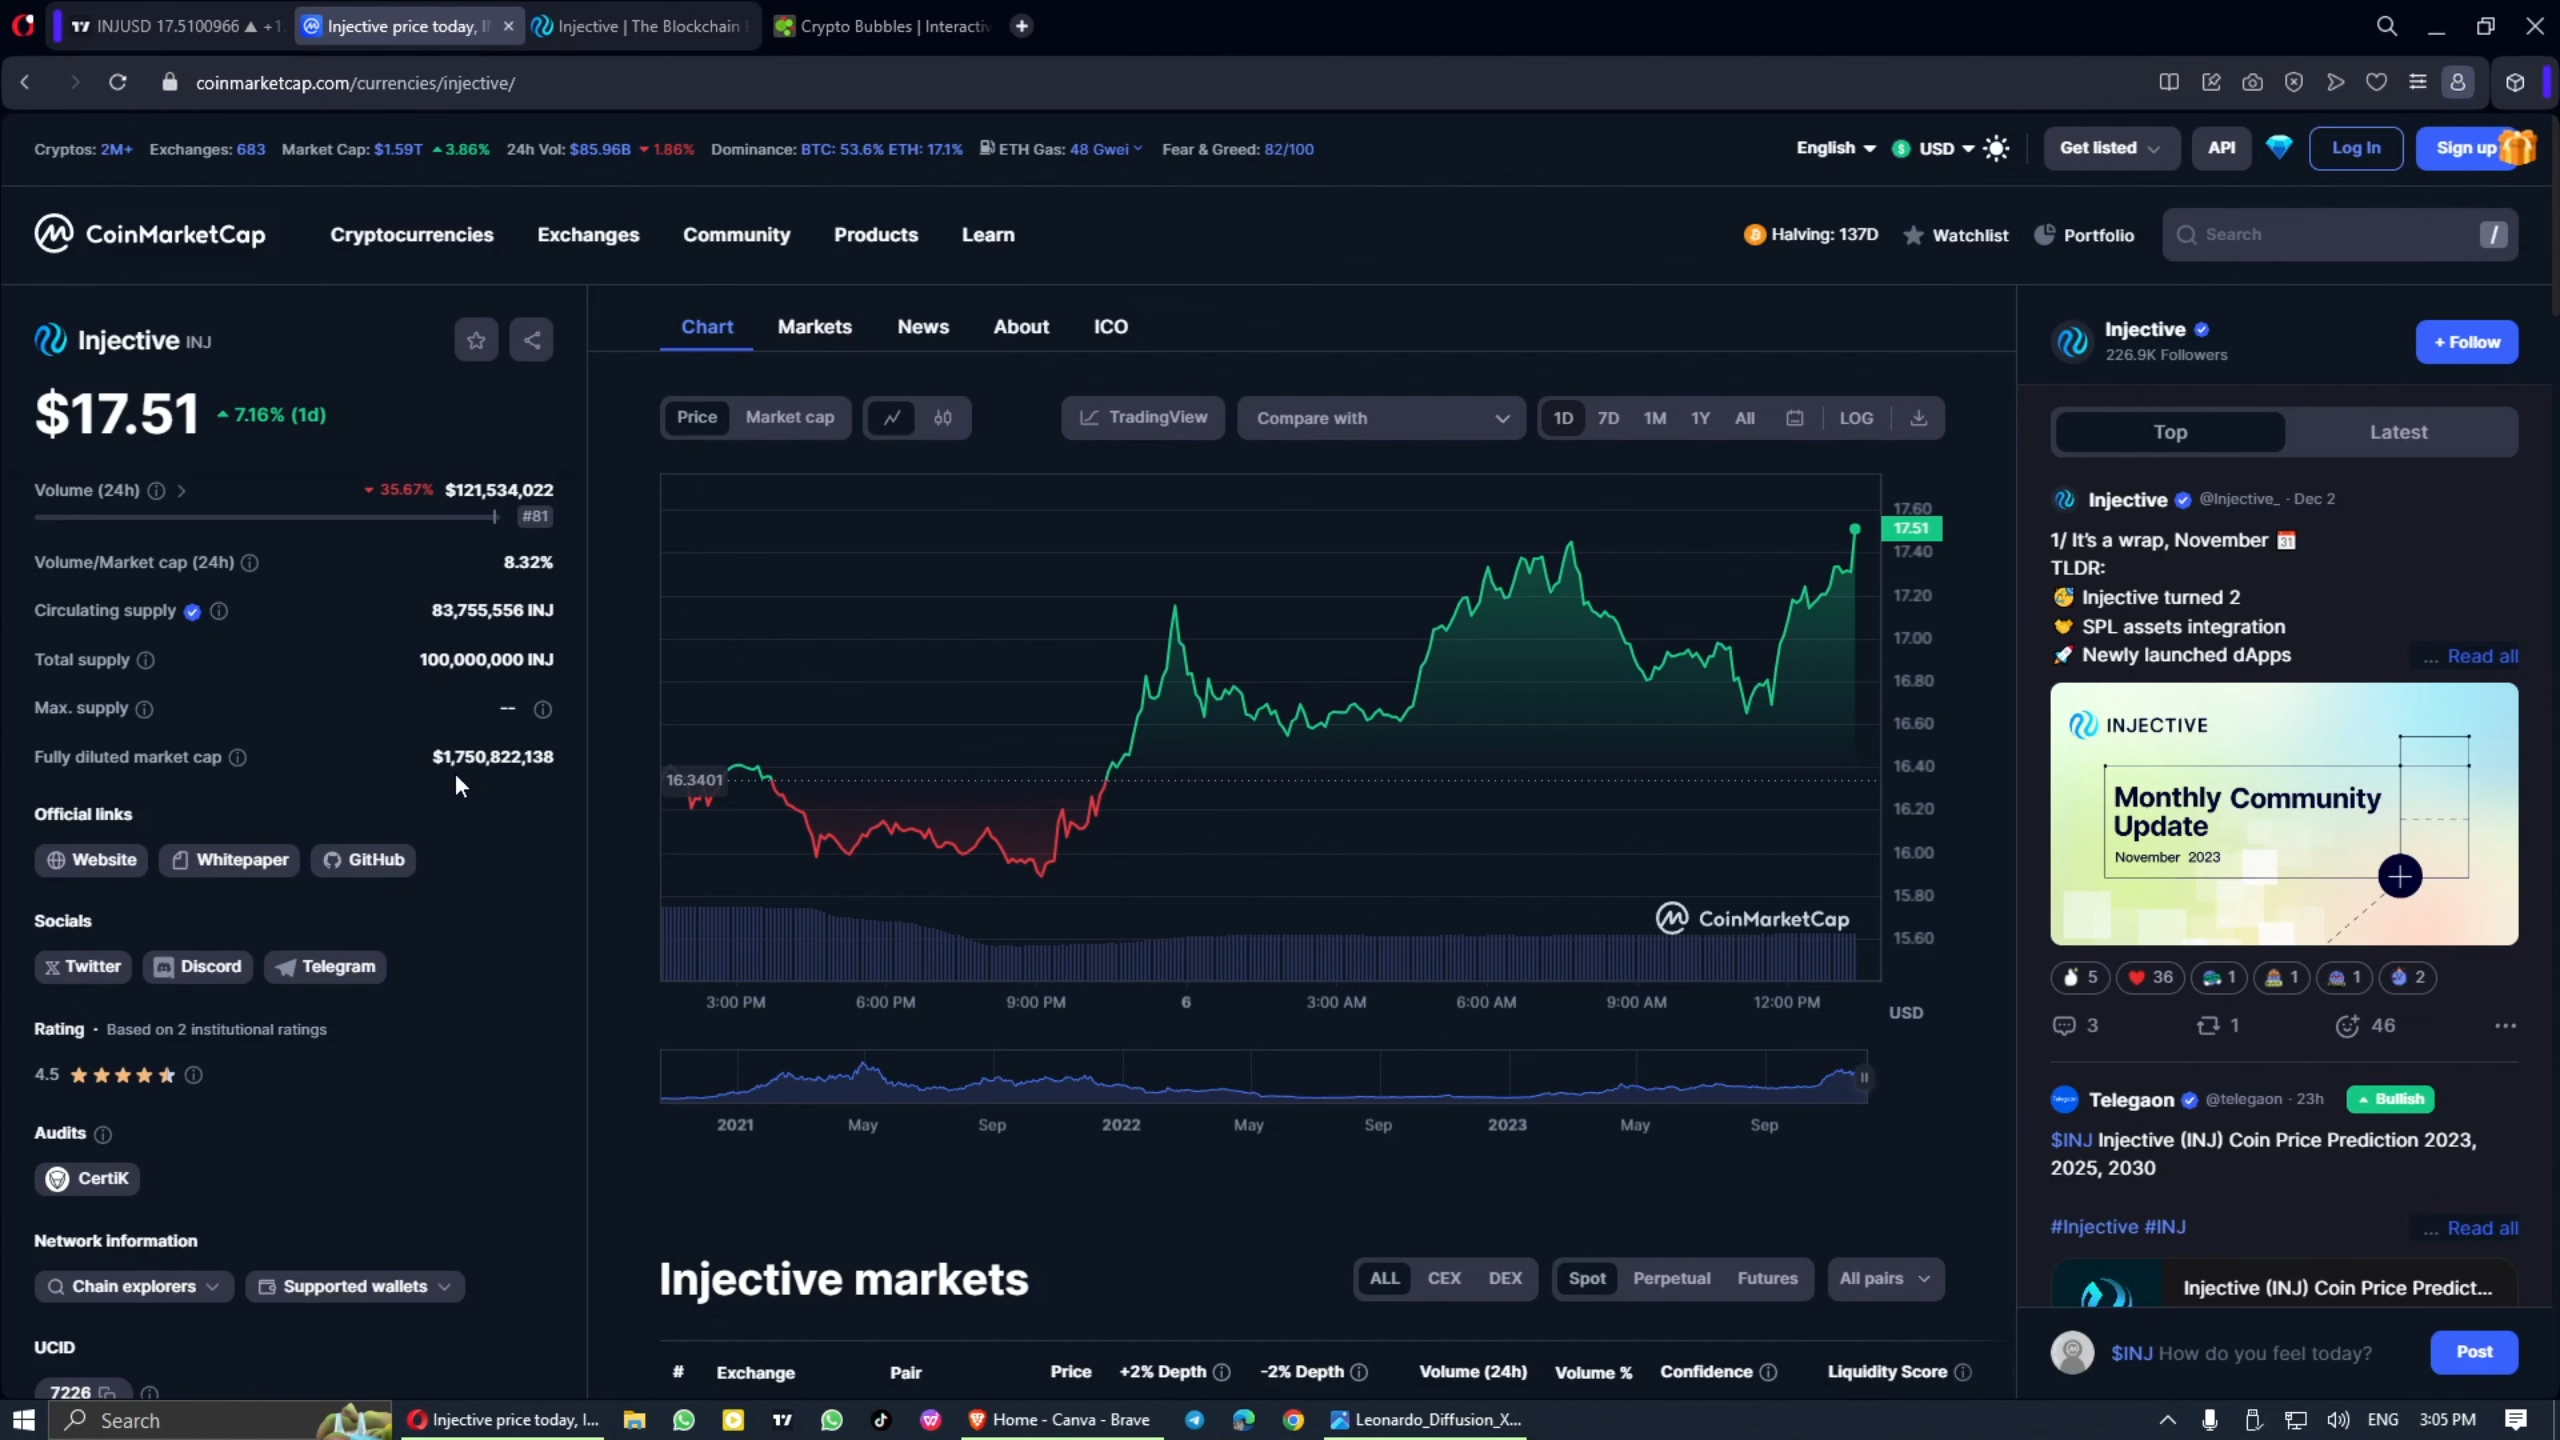 INJUSD 17.5100966 ▲ +1.
Injective price today, I
Injective | The Blockchain
Crypto Bubbles | Interactiv
coinmarketcap.com/currencies/injective/
Cryptos: 2M+ Exchanges: 683 Market Cap: $1.59T 3.86% 24h Vol: $85.96B 1.86% Dominance: BTC: 53.6% ETH: 17.1% ETH Gas: 48 Gwei Fear & Greed: 82/100
English USD Get listed API Log In Sign up
CoinMarketCap Cryptocurrencies Exchanges Community Products Learn
Halving: 137D Watchlist Portfolio Search /
Injective INJ
$17.51 7.16% (1d)
Volume (24h) 35.67% $121,534,022
#81
Volume/Market cap (24h) 8.32%
Circulating supply 83,755,556 INJ
Total supply 100,000,000 INJ
Max. supply --
Fully diluted market cap $1,750,822,138
Official links
Website Whitepaper GitHub
Socials
Twitter Discord Telegram
Rating · Based on 2 institutional ratings
4.5
Audits
CertiK
Network information
Chain explorers Supported wallets
UCID
7226
Chart Markets News About ICO
Price Market cap TradingView Compare with 1D 7D 1M 1Y All LOG
17.60
17.51
17.40
17.20
17.00
16.80
16.60
16.40
16.3401
16.20
16.00
15.80
15.60
CoinMarketCap
3:00 PM 6:00 PM 9:00 PM 6 3:00 AM 6:00 AM 9:00 AM 12:00 PM
USD
2021 May Sep 2022 May Sep 2023 May Sep
Injective markets
ALL CEX DEX Spot Perpetual Futures All pairs
# Exchange Pair Price +2% Depth -2% Depth Volume (24h) Volume % Confidence Liquidity Score
Injective
226.9K Followers
+ Follow
Top Latest
Injective @Injective_ · Dec 2
1/ It's a wrap, November
TLDR:
Injective turned 2
SPL assets integration
Newly launched dApps ... Read all
INJECTIVE
Monthly Community
Update
November 2023
5 36 1 1 1 2
3 1 46
Telegaon @telegaon · 23h Bullish
$INJ Injective (INJ) Coin Price Prediction 2023,
2025, 2030
#Injective #INJ ... Read all
Injective (INJ) Coin Price Predict...
$INJ How do you feel today? Post
Search
Injective price today, I...
Home - Canva - Brave
Leonardo_Diffusion_X...
ENG 3:05 PM